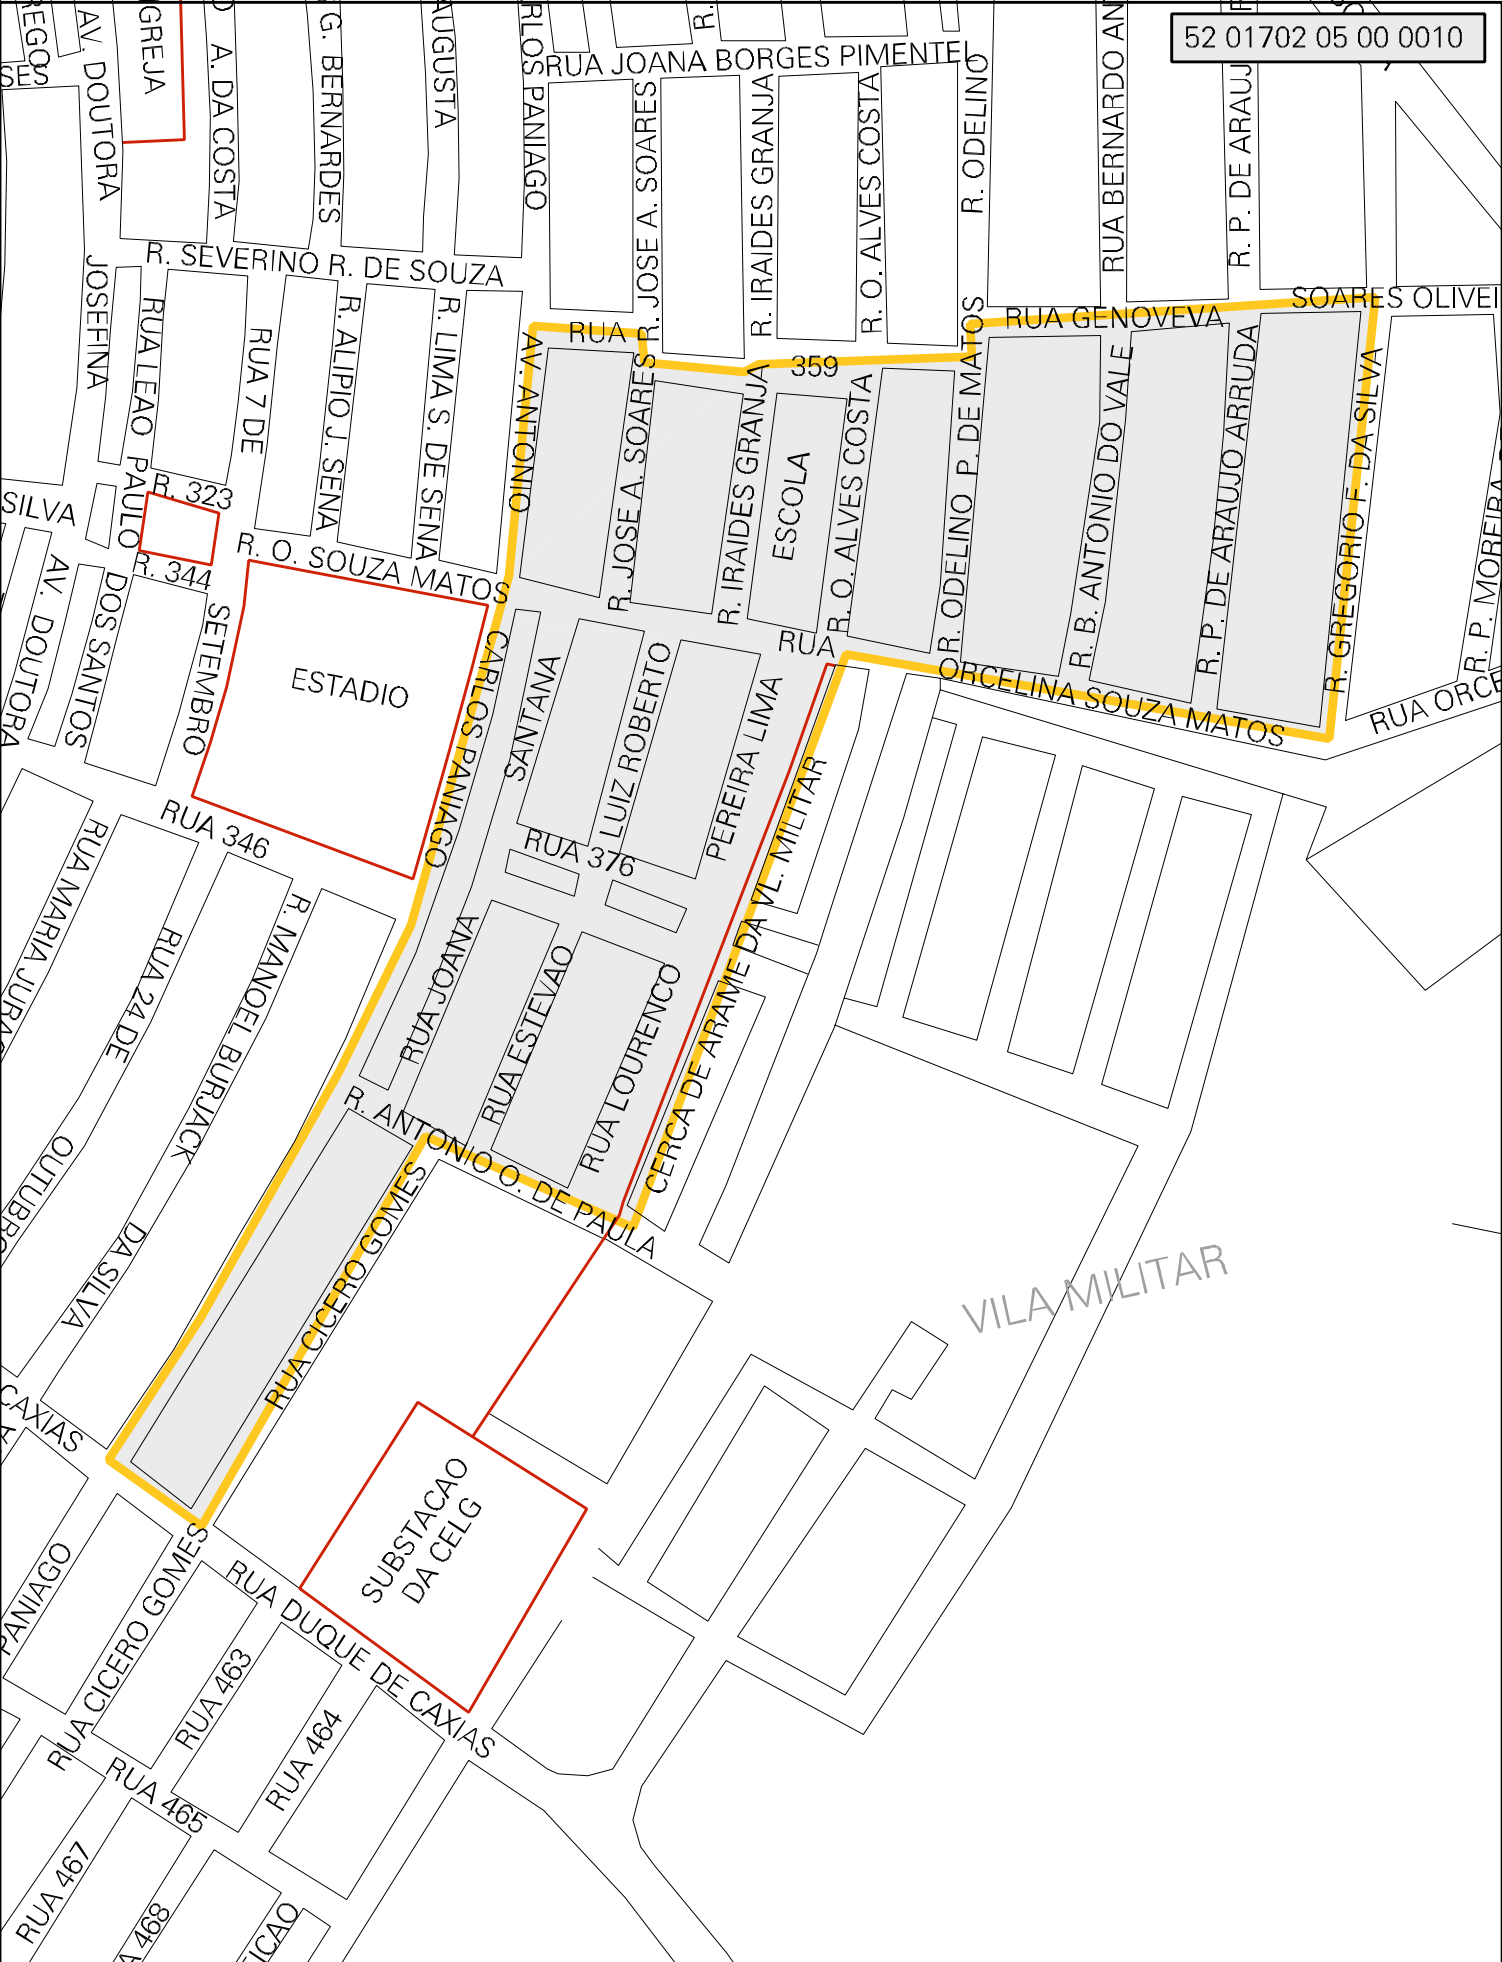 52 01702 05 00 0010
REGO
AV. DOUTORA
GREJA
A. DA COSTA
G. BERNARDES
AUGUSTA
RLOS PANIAGO
R.
RUA JOANA BORGES PIMENTEL
SES
R. JOSE A. SOARES
R. IRAIDES GRANJA
R. O. ALVES COSTA
R. ODELINO
RUA BERNARDO AN
R. P. DE ARAUJ
R. SEVERINO R. DE SOUZA
JOSEFINA
RUA LEAO
RUA 7 DE
R. ALIPIO J. SENA
R. LIMA S. DE SENA
AV. ANTONIO
RUA
359
RUA GENOVEVA
SOARES OLIVEI
R. JOSE A. SOARES
R. IRAIDES GRANJA
ESCOLA
R. O. ALVES COSTA
R. ODELINO P. DE MATOS
R. B. ANTONIO DO VALE
R. P. DE ARAUJO ARRUDA
R. GREGORIO F. DA SILVA
R. P. MOREIRA
PAULO
R. 323
SILVA
R. 344
R. O. SOUZA MATOS
AV. DOUTORA
DOS SANTOS
SETEMBRO
ESTADIO
CARLOS PANIAGO
SANTANA
LUIZ ROBERTO
PEREIRA LIMA
RUA
ORCELINA SOUZA MATOS
RUA ORCE
RUA 346
RUA 376
RUA MARIA JURA
RUA 24 DE
R. MANOEL BURJACK
RUA JOANA
RUA ESTEVAO
RUA LOURENCO
CERCA DE ARAME DA VL. MILITAR
R. ANTONIO O. DE PAULA
OUTUBRO
DA SILVA
RUA CICERO GOMES
VILA MILITAR
CAXIAS
SUBSTACAO
DA CELG
PANIAGO
RUA CICERO GOMES
RUA DUQUE DE CAXIAS
RUA 463
RUA 464
RUA 465
RUA 467
A 468
ICAO